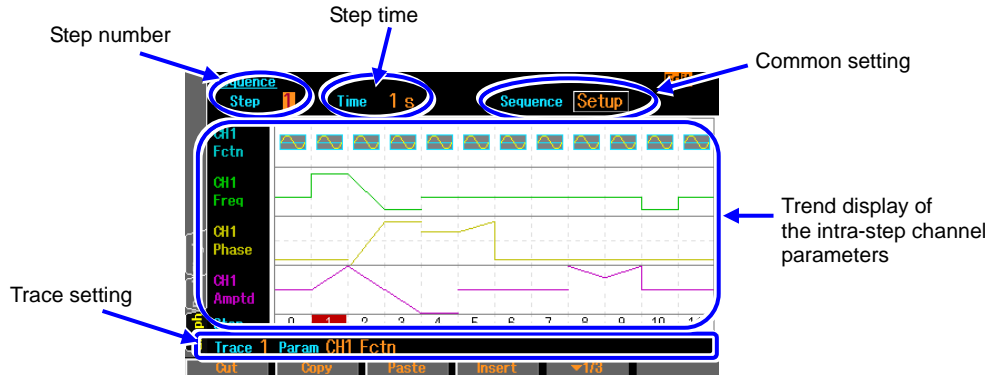 Step time
Step number
Common setting
Sequence
Edit
Step 1 Time 1 s Sequence Setup
CH1
Fctn
CH1
Freq
CH1
Phase
CH1
Amptd
Trend display of
the intra-step channel
parameters
Trace setting
Step 0 1 2 3 4 5 6 7 8 9 10
Trace 1 Param CH1 Fctn
Cut Copy Paste Insert ▼1/3